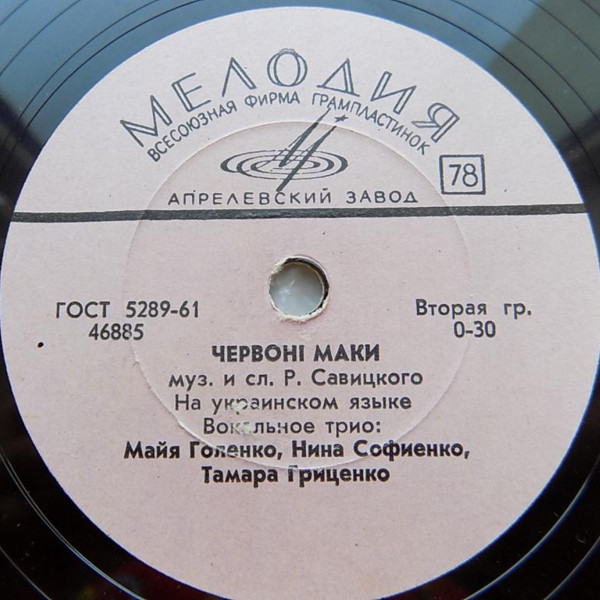 МЕЛОДИЯ
ВСЕСОЮЗНАЯ ФИРМА ГРАМПЛАСТИНОК
78
АПРЕЛЕВСКИЙ ЗАВОД
ГОСТ 5289-61
46885
Вторая гр.
0-30
ЧЕРВОНІ МАКИ
муз. и сл. Р. Савицкого
На украинском языке
Вокальное трио:
Майя Голенко, Нина Софиенко,
Тамара Гриценко